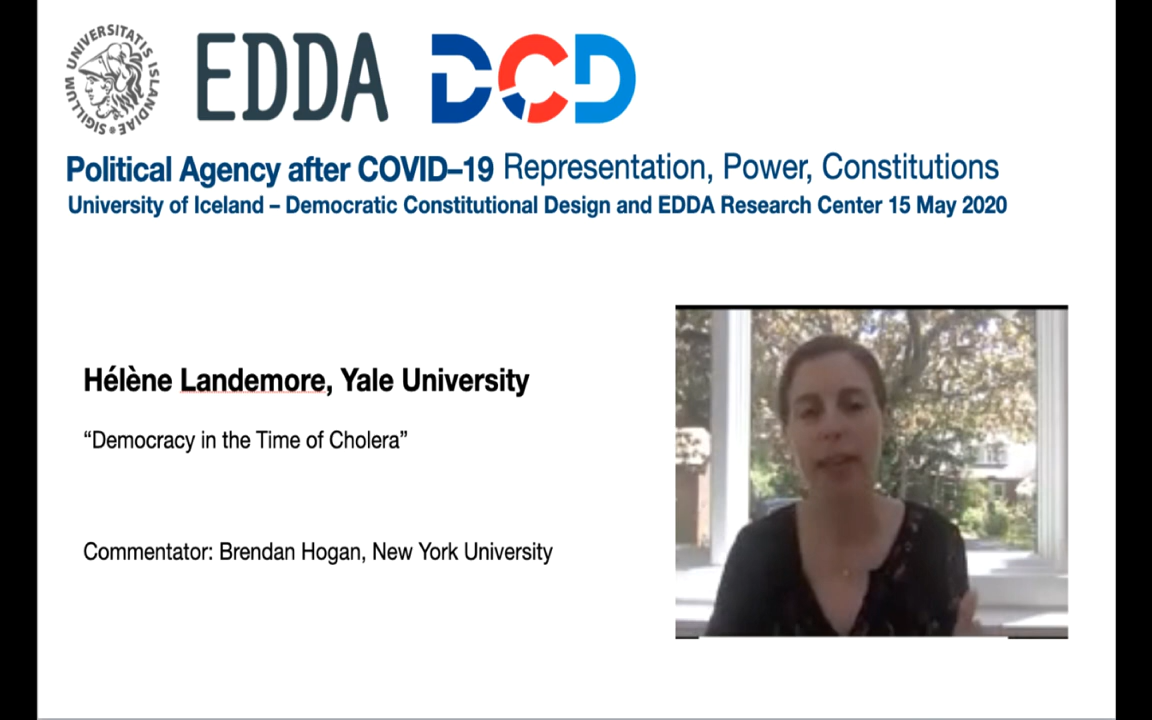 SIGILLUM UNIVERSITATIS ISLANDIAE
EDDA DCD
Political Agency after COVID–19 Representation, Power, Constitutions
University of Iceland – Democratic Constitutional Design and EDDA Research Center 15 May 2020
Hélène Landemore, Yale University
“Democracy in the Time of Cholera”
Commentator: Brendan Hogan, New York University